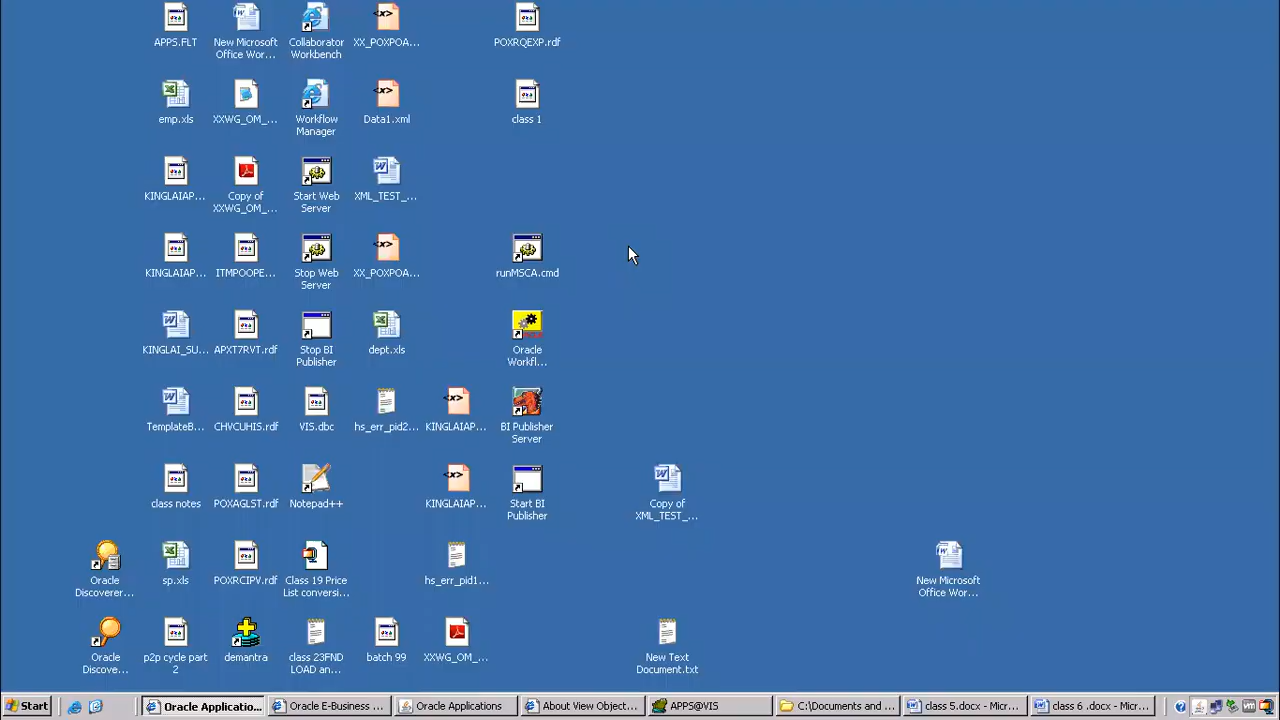 APPS.FLT
New Microsoft
Office Wor...
Collaborator
Workbench
XX_POXPOA...
POXRQEXP.rdf
emp.xls
XXWG_OM_...
Workflow
Manager
Data1.xml
class 1
KINGLAIAP...
Copy of
XXWG_OM_...
Start Web
Server
XML_TEST_...
KINGLAIAP...
ITMPOOPE...
Stop Web
Server
XX_POXPOA...
runMSCA.cmd
KINGLAI_SU...
APXT7RVT.rdf
Stop BI
Publisher
dept.xls
Oracle
Workfl...
TemplateB...
CHVCUHIS.rdf
VIS.dbc
hs_err_pid2...
KINGLAIAP...
BI Publisher
Server
class notes
POXAGLST.rdf
Notepad++
KINGLAIAP...
Start BI
Publisher
Copy of
XML_TEST_...
Oracle
Discoverer...
sp.xls
POXRCIPV.rdf
Class 19 Price
List conversi...
hs_err_pid1...
New Microsoft
Office Wor...
Oracle
Discove...
p2p cycle part
2
demantra
class 23FND
LOAD an...
batch 99
XXWG_OM_...
New Text
Document.txt
Start
Oracle Applicatio...
Oracle E-Business ...
Oracle Applications
About View Object...
APPS@VIS
C:\Documents and ...
class 5.docx - Micr...
class 6 .docx - Micr...